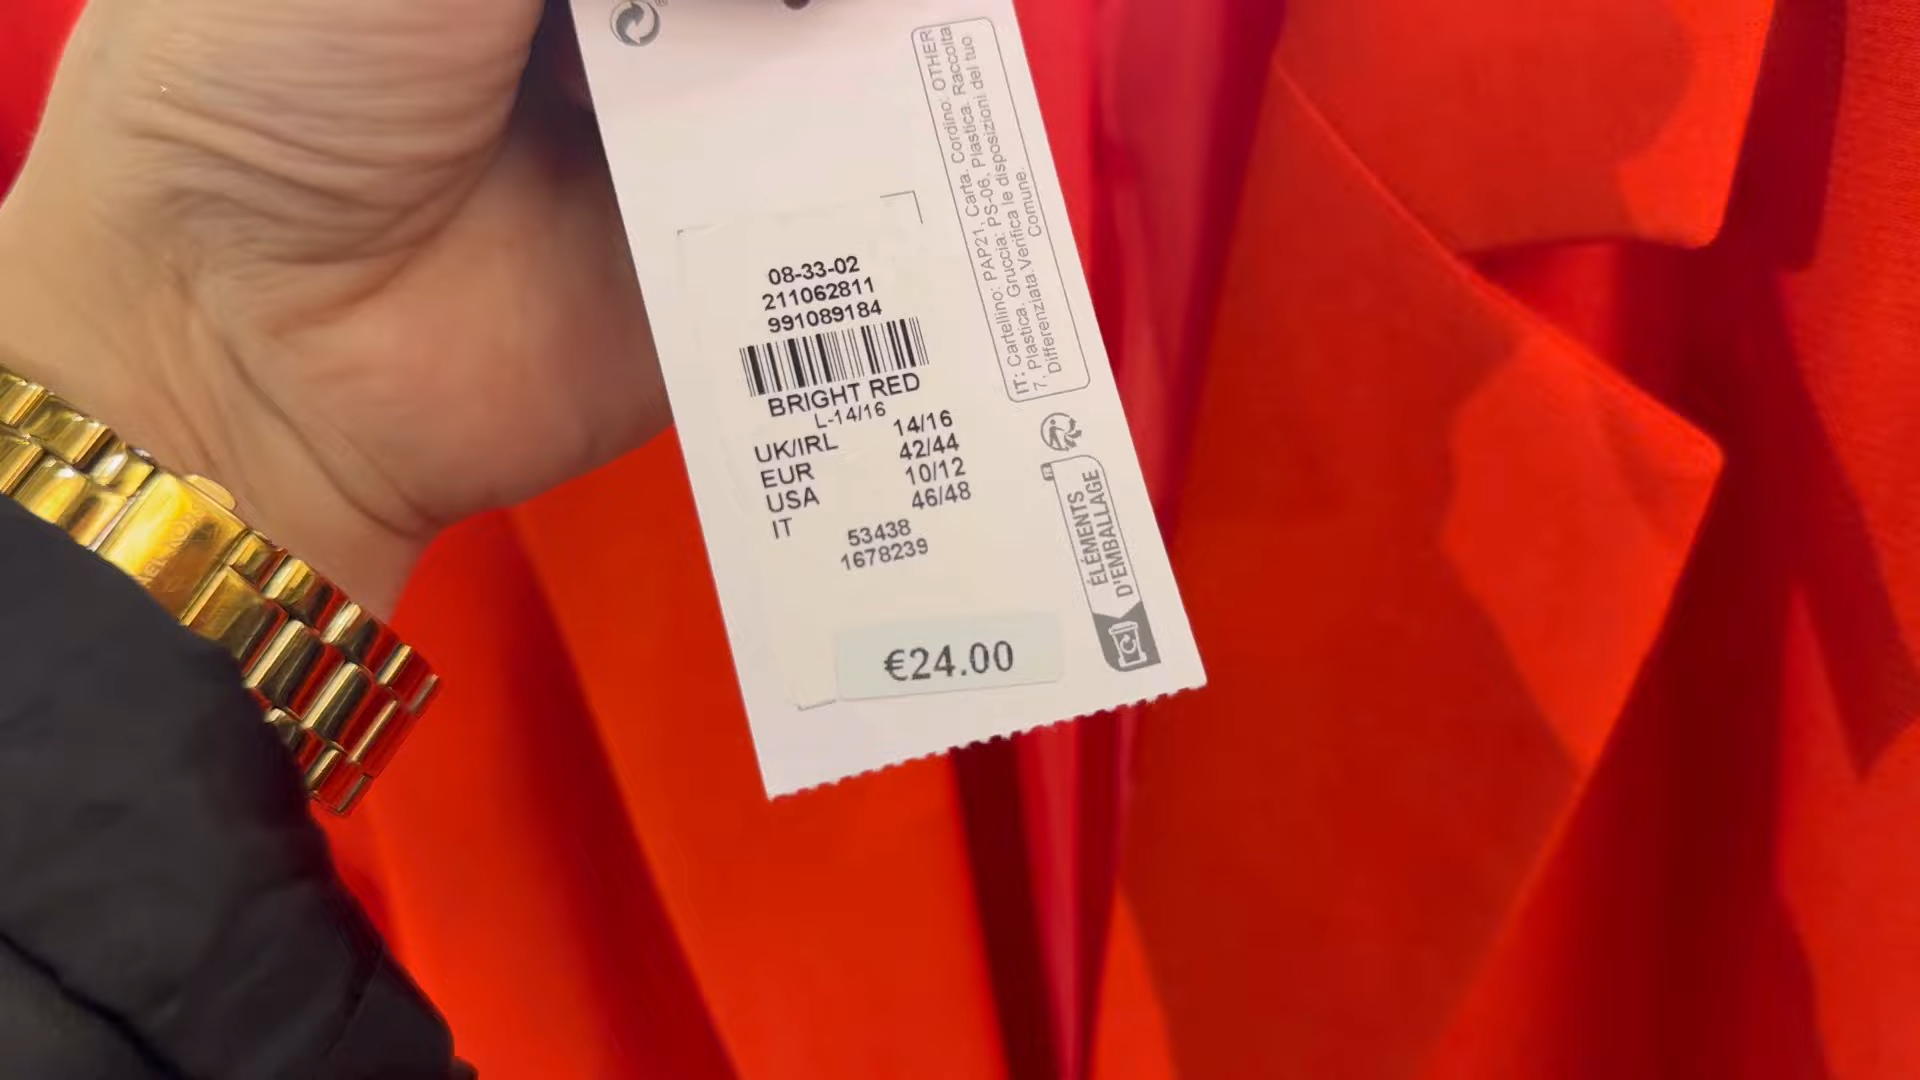 08-33-02
211062811
991089184
BRIGHT RED
L-14/16
UK/IRL 14/16
EUR 42/44
USA 10/12
IT 46/48
53438
1678239
€24.00
IT: Cartellino: PAP21, Carta. Cordino: OTHER
7, Plastica. Gruccia: PS-06, Plastica. Raccolta
Differenziata.Verifica le disposizioni del tuo
Comune.
ÉLÉMENTS
D'EMBALLAGE